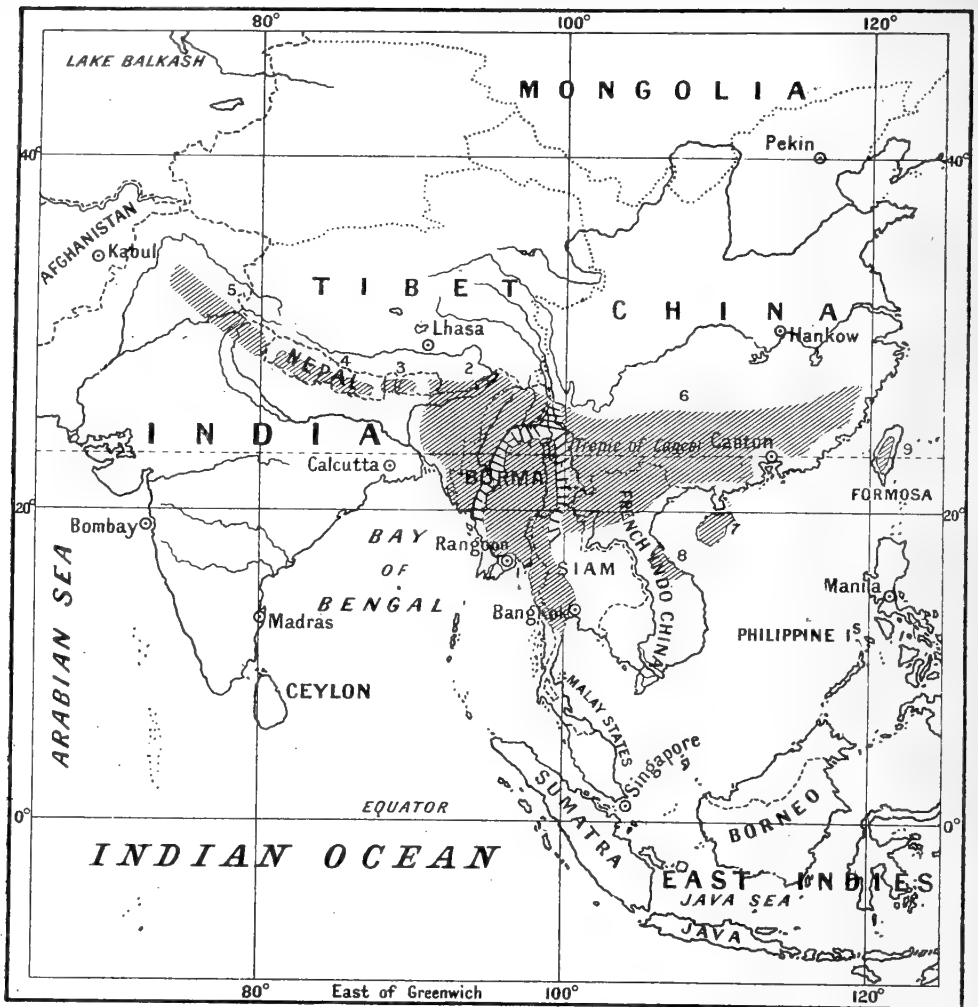 80°
100°
120°
LAKE BALKASH
MONGOLIA
Pekin
40°
40°
AFGHANISTAN
Kabul
5
TIBET
CHINA
Lhasa
Hankow
NEPAL
4
3
2
6
INDIA
Tropic of Cancer
Canton
9
23
Calcutta
BURMA
FORMOSA
20°
20°
Bombay
BAY
OF
BENGAL
Rangoon
1
SIAM
FRENCH INDO CHINA
7
8
Manila
Bangkok
Madras
PHILIPPINE Iˢ
ARABIAN SEA
CEYLON
MALAY STATES
Singapore
SUMATRA
BORNEO
0°
EQUATOR
0°
INDIAN OCEAN
EAST INDIES
JAVA SEA
JAVA
80°
East of Greenwich
100°
120°